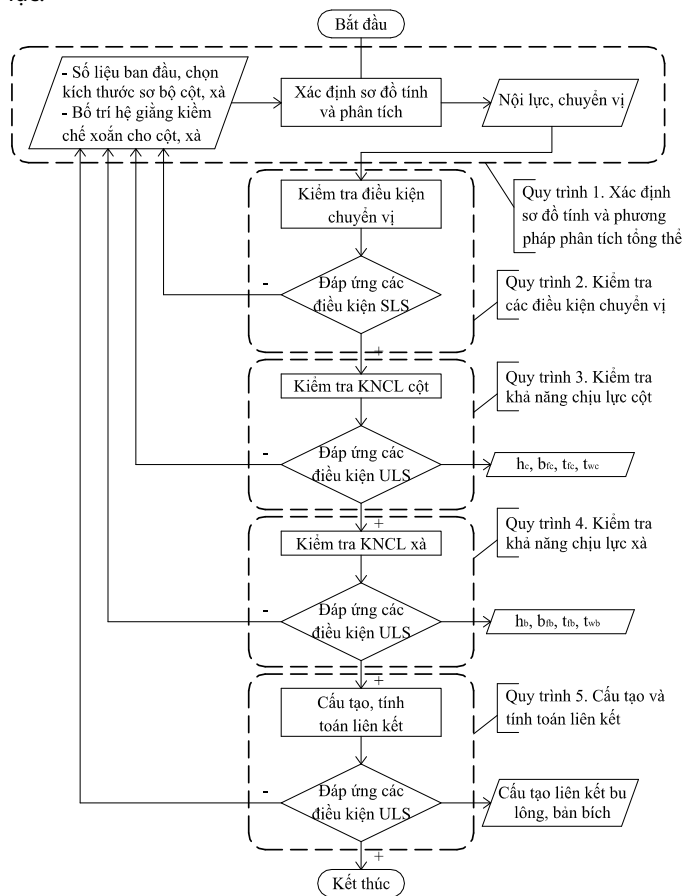 Bắt đầu
- Số liệu ban đầu, chọn
kích thước sơ bộ cột, xà
- Bố trí hệ giằng kiềm
chế xoắn cho cột, xà
Xác định sơ đồ tính
và phân tích
Nội lực, chuyển vị
Kiểm tra điều kiện
chuyển vị
Quy trình 1. Xác định
sơ đồ tính và phương
pháp phân tích tổng thể
Đáp ứng các
điều kiện SLS
-
+
Quy trình 2. Kiểm tra
các điều kiện chuyển vị
Kiểm tra KNCL cột
Quy trình 3. Kiểm tra
khả năng chịu lực cột
Đáp ứng các
điều kiện ULS
-
+
hc, bfc, tfc, twc
Kiểm tra KNCL xà
Quy trình 4. Kiểm tra
khả năng chịu lực xà
Đáp ứng các
điều kiện ULS
-
+
hb, bfb, tfb, twb
Cấu tạo, tính
toán liên kết
Quy trình 5. Cấu tạo và
tính toán liên kết
Đáp ứng các
điều kiện ULS
-
+
Cấu tạo liên kết bu
lông, bản bích
Kết thúc